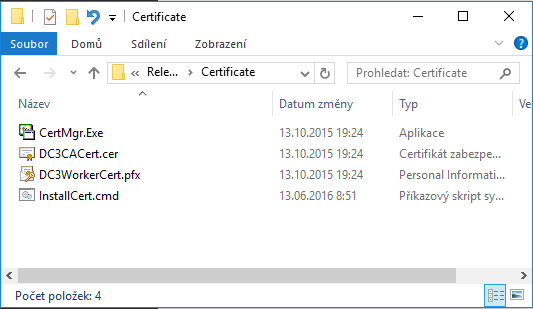 Certificate
Soubor Domů Sdílení Zobrazení
« Rele... Certificate Prohledat: Certificate
Název Datum změny Typ Ve
CertMgr.Exe 13.10.2015 19:24 Aplikace
DC3CACert.cer 13.10.2015 19:24 Certifikát zabezpe...
DC3WorkerCert.pfx 13.10.2015 19:24 Personal Informati...
InstallCert.cmd 13.06.2016 8:51 Příkazový skript sy...
Počet položek: 4